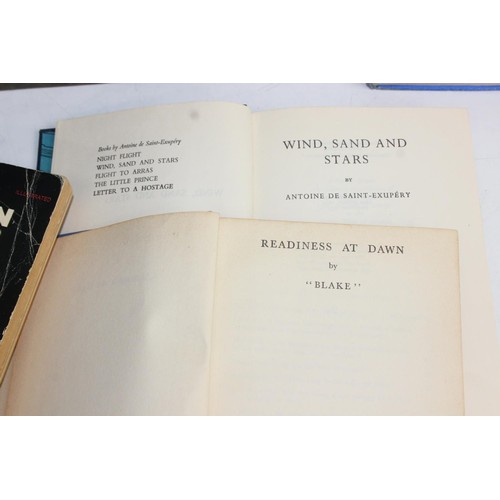 Books by Antoine de Saint-Exupéry
NIGHT FLIGHT
WIND, SAND AND STARS
FLIGHT TO ARRAS
THE LITTLE PRINCE
LETTER TO A HOSTAGE
WIND, SAND AND
STARS
BY
ANTOINE DE SAINT-EXUPÉRY
READINESS AT DAWN
by
"BLAKE"
ILLUSTRATED
N